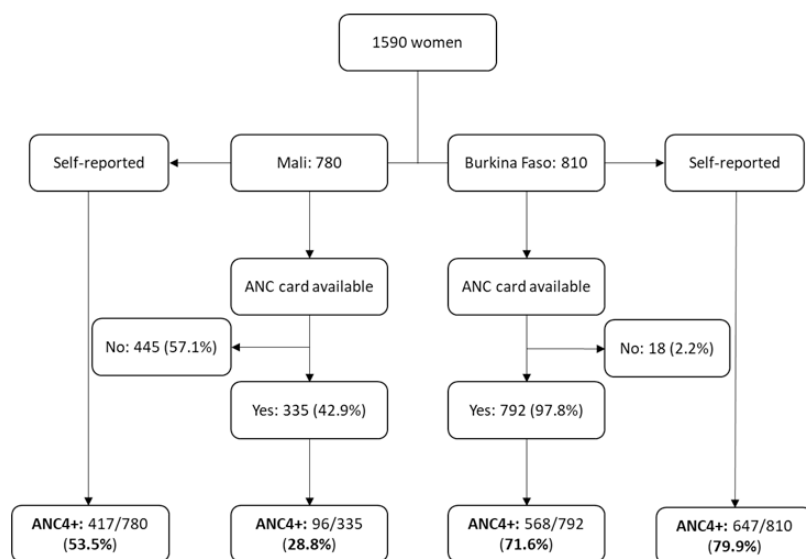 1590 women
Self-reported
Mali: 780
Burkina Faso: 810
Self-reported
ANC card available
ANC card available
No: 445 (57.1%)
No: 18 (2.2%)
Yes: 335 (42.9%)
Yes: 792 (97.8%)
ANC4+: 417/780
(53.5%)
ANC4+: 96/335
(28.8%)
ANC4+: 568/792
(71.6%)
ANC4+: 647/810
(79.9%)